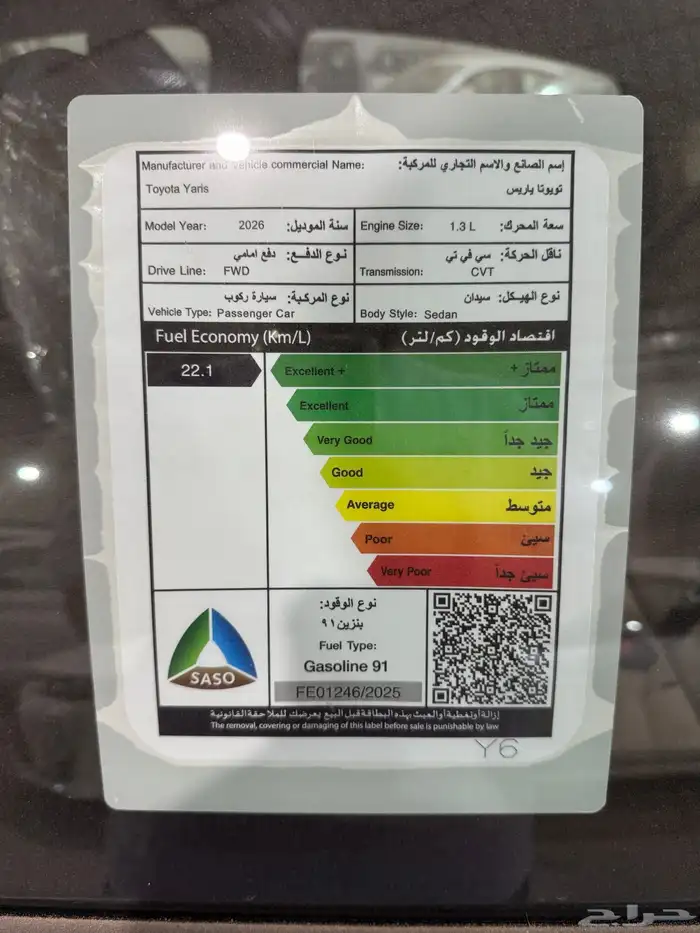 Manufacturer and vehicle commercial Name: إسم الصانع والاسم التجاري للمركبة:
Toyota Yaris تويوتا ياريس
Model Year: 2026 سنة الموديل:
Engine Size: 1.3 L سعة المحرك:
نوع الدفـع: دفع امامي
Drive Line: FWD
ناقل الحركة: سي في تي
Transmission: CVT
نوع المركبة: سيارة ركوب
Vehicle Type: Passenger Car
نوع الهيكل: سيدان
Body Style: Sedan
Fuel Economy (Km/L) اقتصاد الوقود (كم/لتر)
22.1
Excellent + ممتاز +
Excellent ممتاز
Very Good جيد جداً
Good جيد
Average متوسط
Poor سيئ
Very Poor سيئ جداً
SASO
نوع الوقود:
بنزين ٩١
Fuel Type:
Gasoline 91
FE01246/2025
إزالة أو تغطية أو العبث بهذه البطاقة قبل البيع يعرضك للملاحقة القانونية
The removal, covering or damaging of this label before sale is punishable by law
Y6
حراج